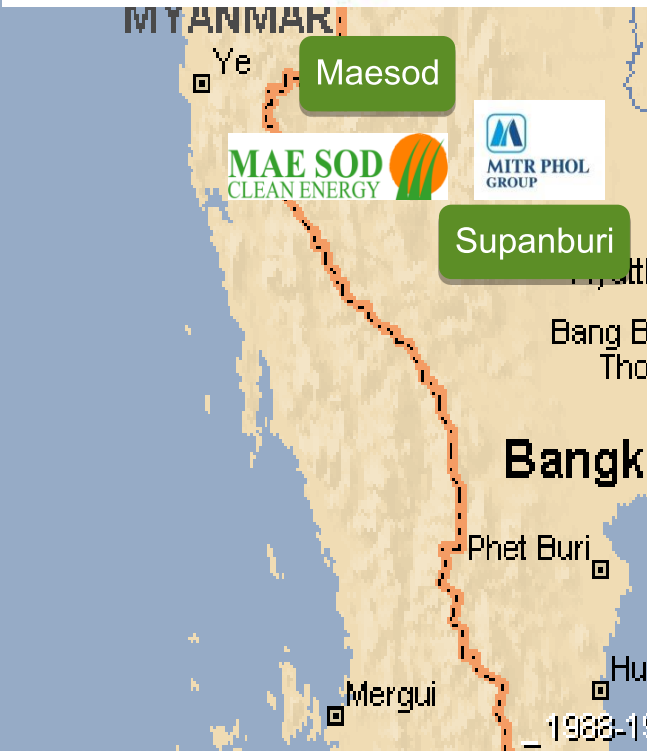 MYANMAR
Ye
Maesod
MAE SOD
CLEAN ENERGY
MITR PHOL
GROUP
Supanburi
Bang B
Tho
Bangk
Phet Buri
Hu
Mergui
1988-19